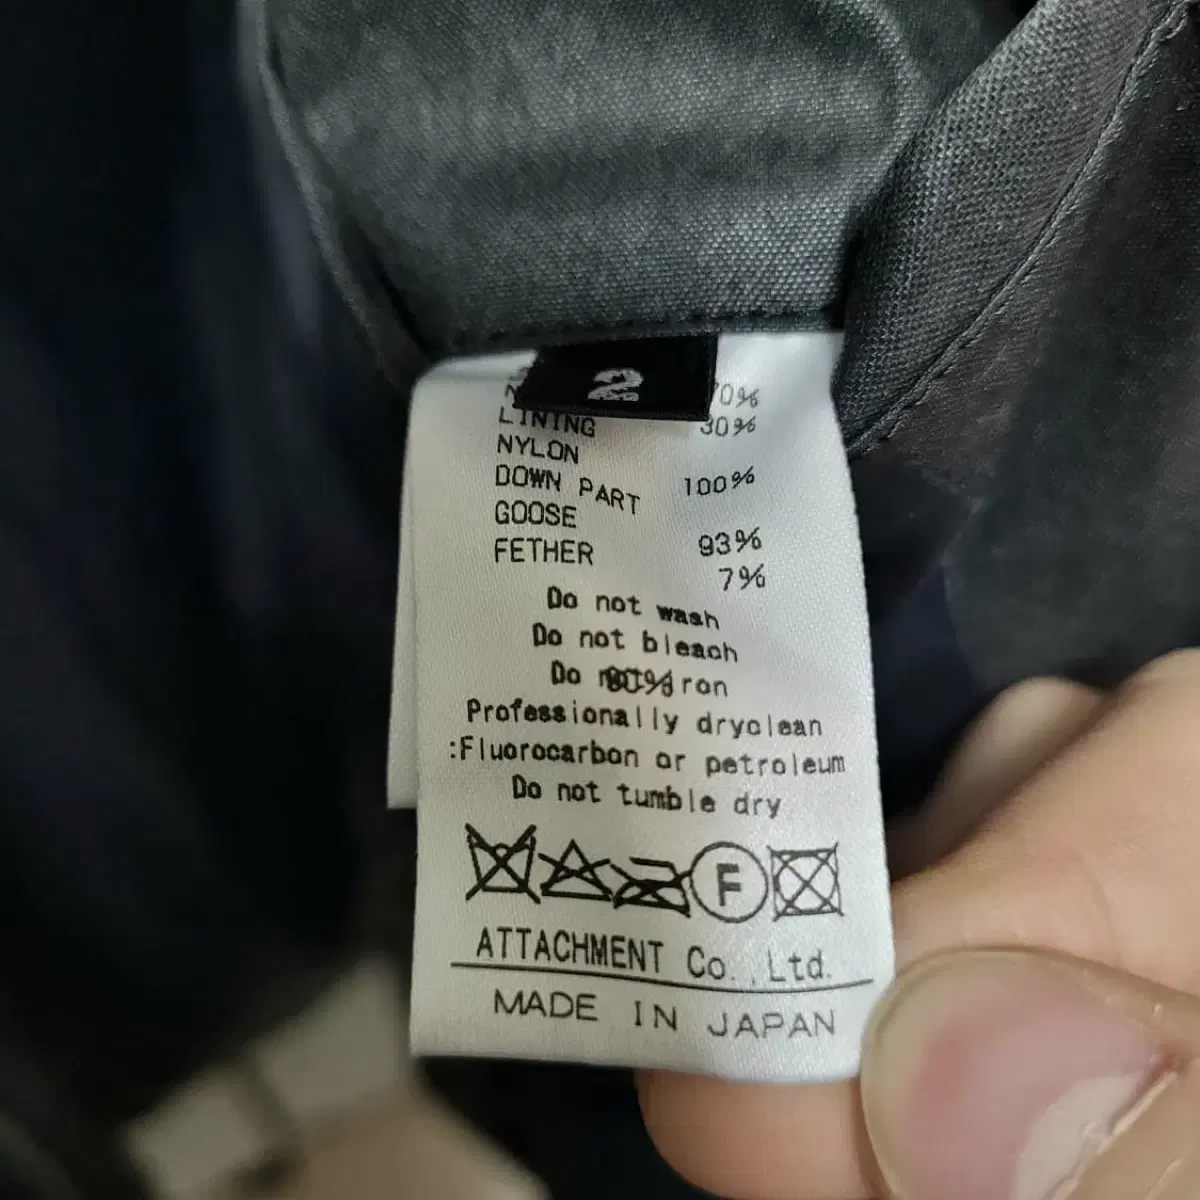 2
70%
LINING 30%
NYLON
DOWN PART 100%
GOOSE
FETHER 93%
7%
Do not wash
Do not bleach
Do not iron
Professionally dryclean
:Fluorocarbon or petroleum
Do not tumble dry
F
ATTACHMENT Co.,Ltd.
MADE IN JAPAN